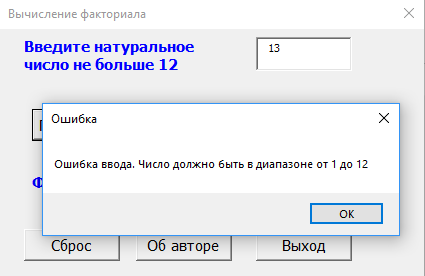 Вычисление факториала
Введите натуральное
число не больше 12
13
Ошибка
Ошибка ввода. Число должно быть в диапазоне от 1 до 12
OK
Сброс
Об авторе
Выход